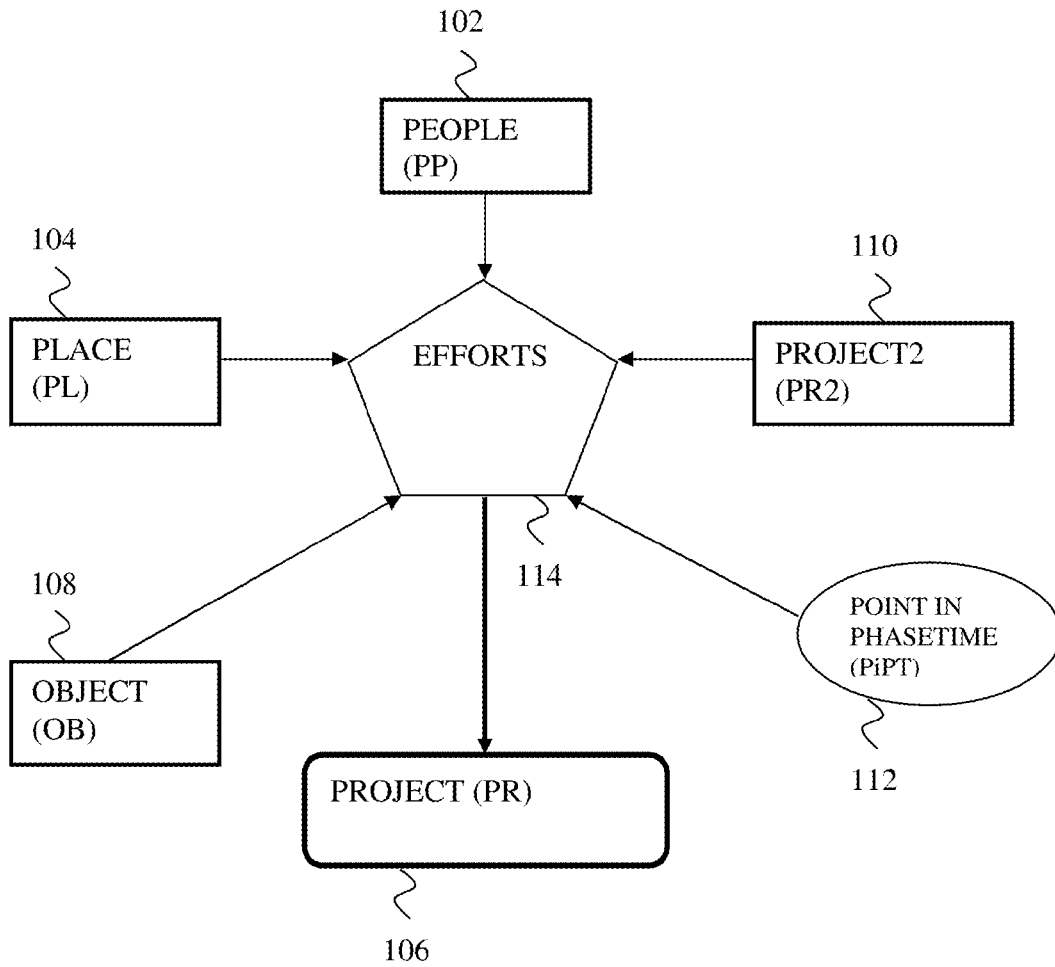 102
PEOPLE
(PP)
104
110
PLACE
(PL)
EFFORTS
PROJECT2
(PR2)
114
108
POINT IN
PHASETIME
(PiPT)
OBJECT
(OB)
112
PROJECT (PR)
106